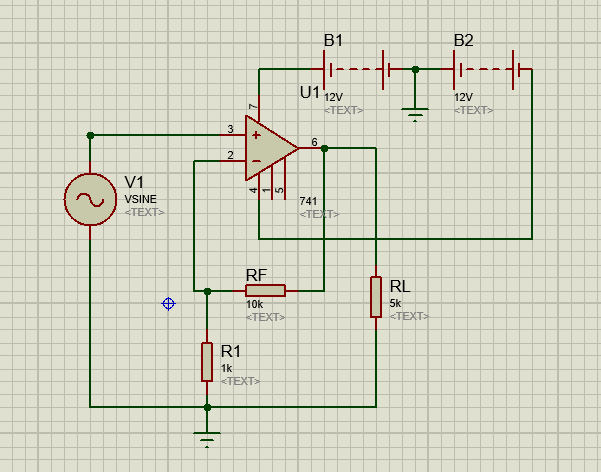 B1
B2
12V
<TEXT>
12V
<TEXT>
U1
7
3
2
6
4
1
5
741
<TEXT>
V1
VSINE
<TEXT>
RF
10k
<TEXT>
RL
5k
<TEXT>
R1
1k
<TEXT>